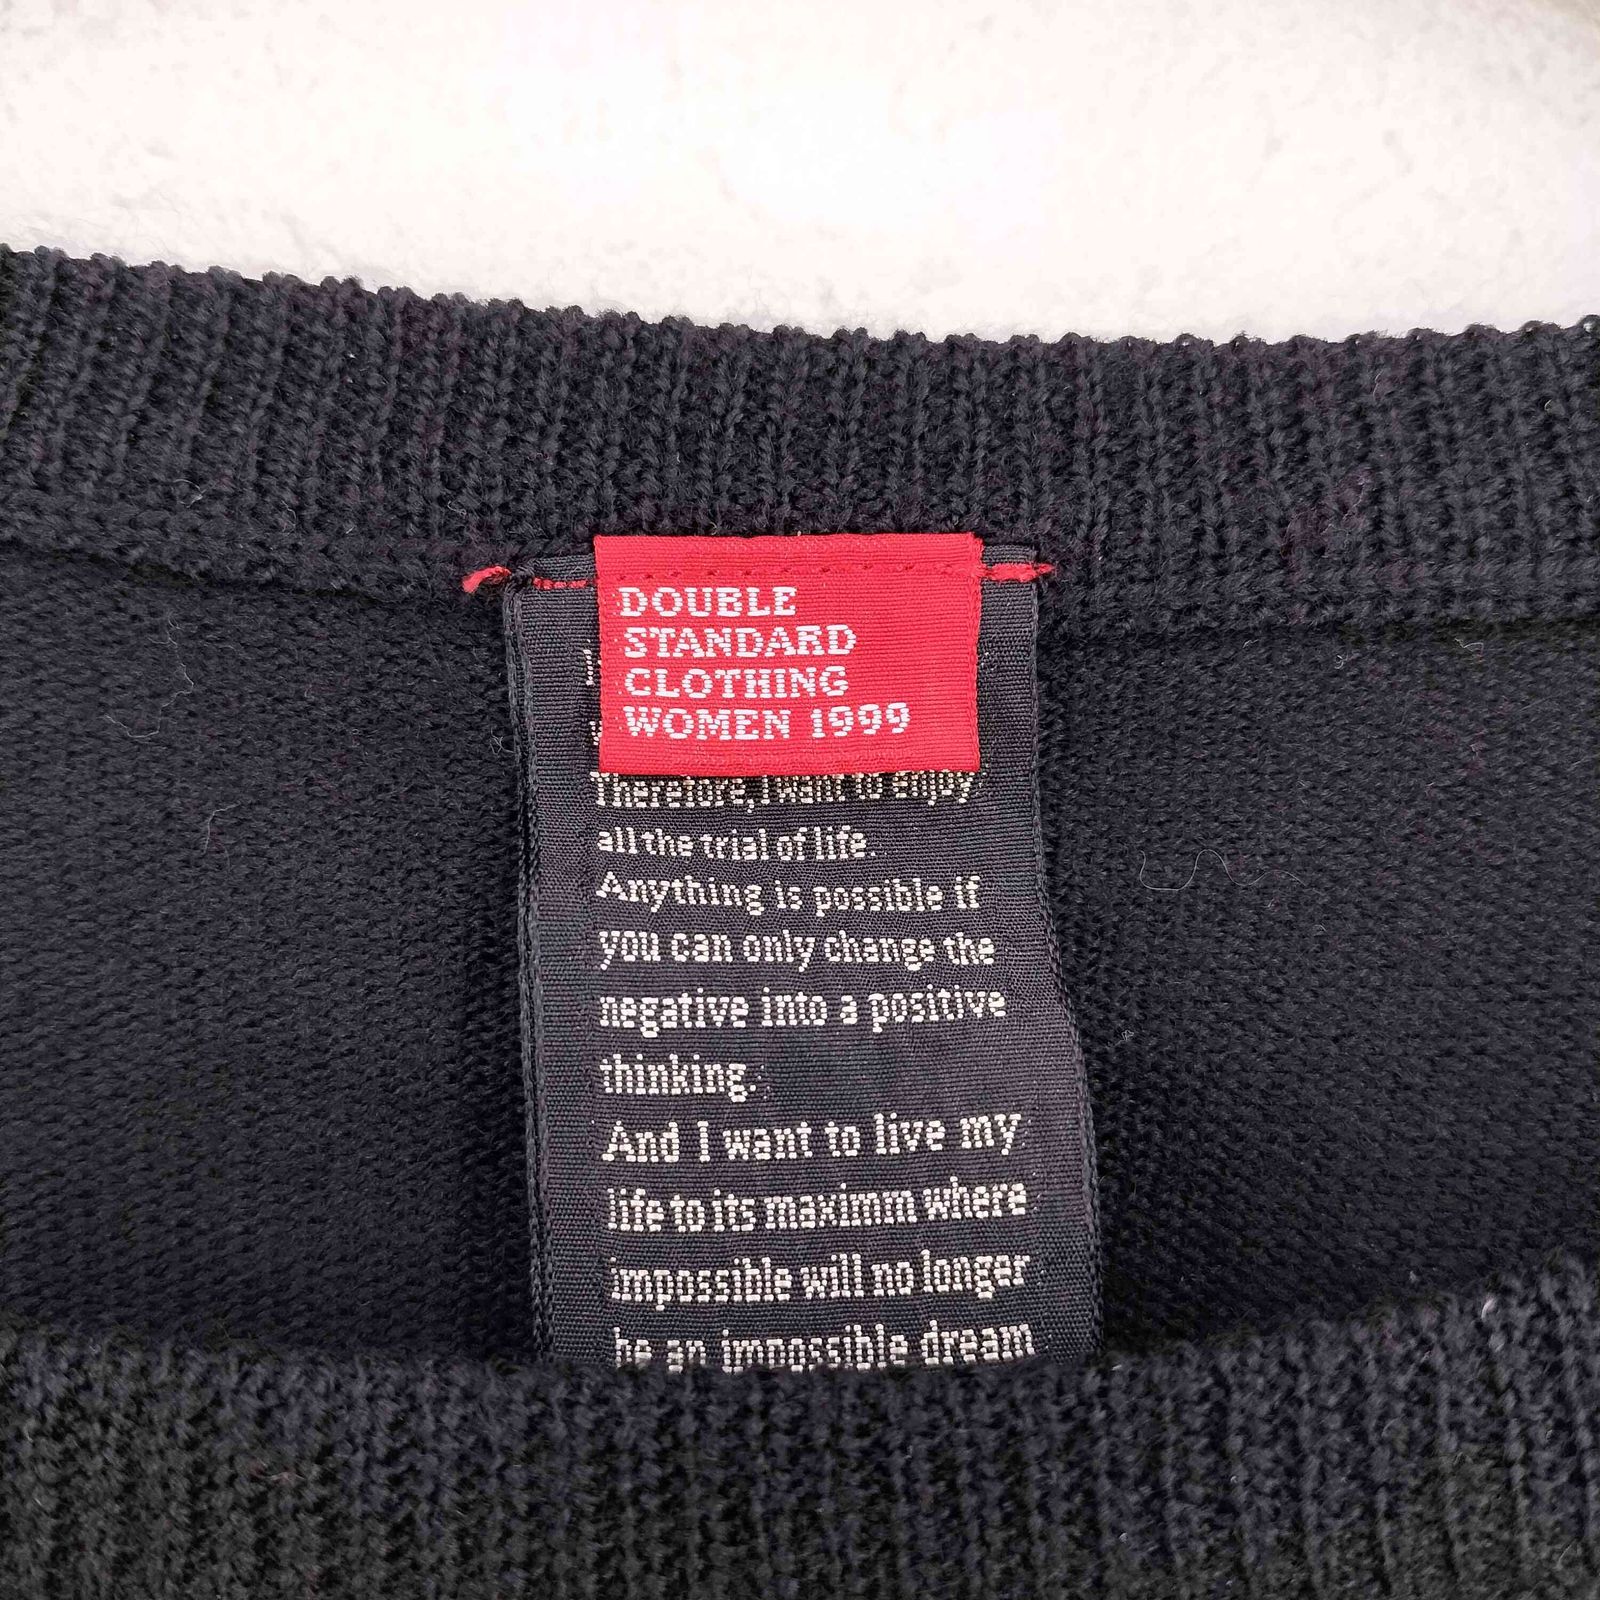 DOUBLE
STANDARD
CLOTHING
WOMEN 1999
Therefore, I want to enjoy
all the trial of life.
Anything is possible if
you can only change the
negative into a positive
thinking.
And I want to live my
life to its maximm where
impossible will no longer
be an impossible dream